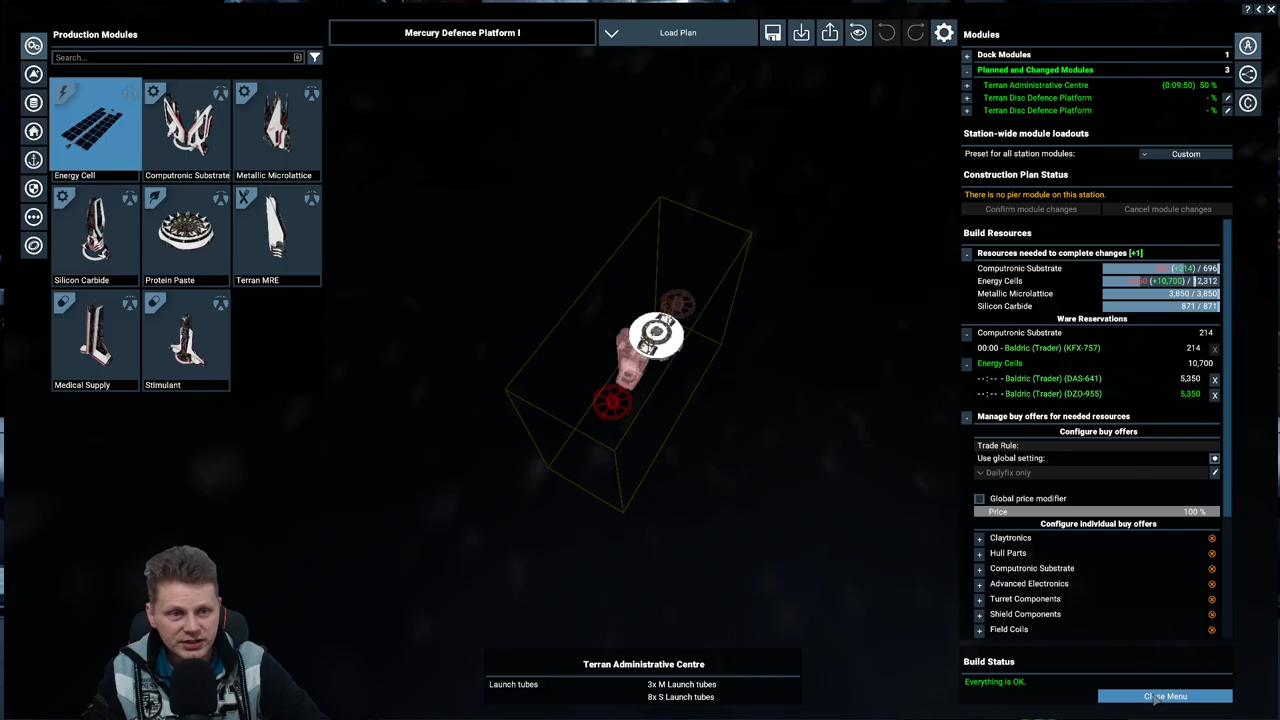 ? < X
Production Modules
Search...
Energy Cell
Computronic Substrate
Metallic Microlattice
Silicon Carbide
Protein Paste
Terran MRE
Medical Supply
Stimulant
Mercury Defence Platform I
Load Plan
Terran Administrative Centre
Launch tubes
3x M Launch tubes
8x S Launch tubes
Modules
+ Dock Modules 1
- Planned and Changed Modules 3
+ Terran Administrative Centre (0:09:50) 50 %
+ Terran Disc Defence Platform - %
+ Terran Disc Defence Platform - %
Station-wide module loadouts
Preset for all station modules: Custom
Construction Plan Status
There is no pier module on this station.
Confirm module changes Cancel module changes
Build Resources
- Resources needed to complete changes [+1]
Computronic Substrate (+214) / 696
Energy Cells (+10,700) / 12,312
Metallic Microlattice 3,850 / 3,850
Silicon Carbide 871 / 871
Ware Reservations
- Computronic Substrate 214
00:00 - Baldric (Trader) (KFX-757) 214 X
- Energy Cells 10,700
--:-- - Baldric (Trader) (DAS-641) 5,350 X
--:-- - Baldric (Trader) (DZO-955) 5,350 X
- Manage buy offers for needed resources
Configure buy offers
Trade Rule:
Use global setting:
Dailyfix only
Global price modifier
Price 100 %
Configure individual buy offers
+ Claytronics
+ Hull Parts
+ Computronic Substrate
+ Advanced Electronics
+ Turret Components
+ Shield Components
+ Field Coils
Build Status
Everything is OK.
Close Menu